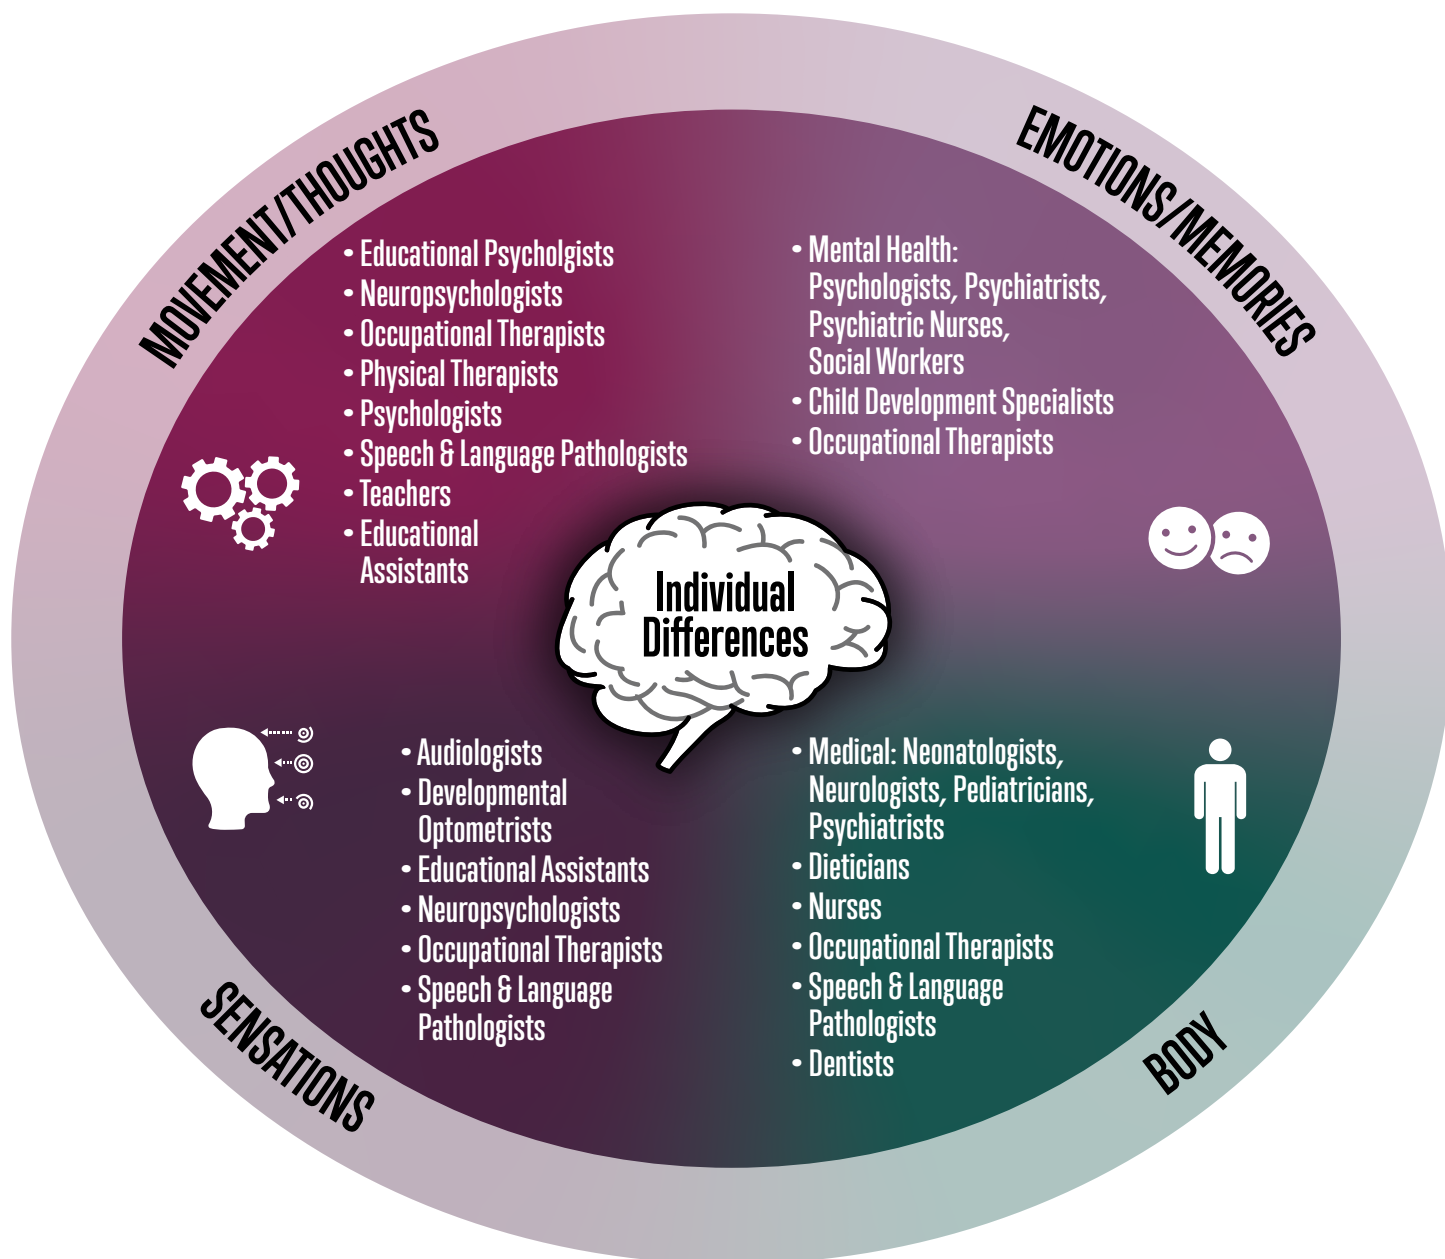 MOVEMENT/THOUGHTS
• Educational Psycholgists
• Neuropsychologists
• Occupational Therapists
• Physical Therapists
• Psychologists
• Speech & Language Pathologists
• Teachers
• Educational
Assistants
EMOTIONS/MEMORIES
• Mental Health:
Psychologists, Psychiatrists,
Psychiatric Nurses,
Social Workers
• Child Development Specialists
• Occupational Therapists
Individual
Differences
SENSATIONS
• Audiologists
• Developmental
Optometrists
• Educational Assistants
• Neuropsychologists
• Occupational Therapists
• Speech & Language
Pathologists
BODY
• Medical: Neonatologists,
Neurologists, Pediatricians,
Psychiatrists
• Dieticians
• Nurses
• Occupational Therapists
• Speech & Language
Pathologists
• Dentists